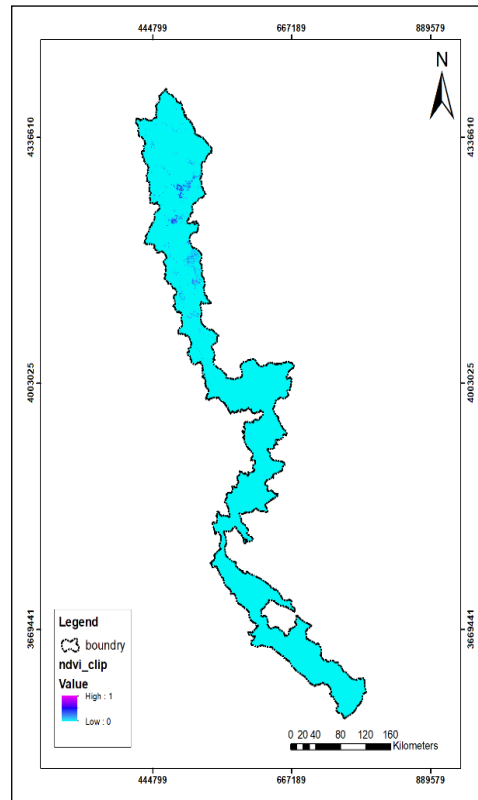 444799 667189 889579
N
4336610 4336610
4003025 4003025
3669441 3669441
Legend
boundry
ndvi_clip
Value
High : 1
Low : 0
0 20 40 80 120 160
Kilometers
444799 667189 889579